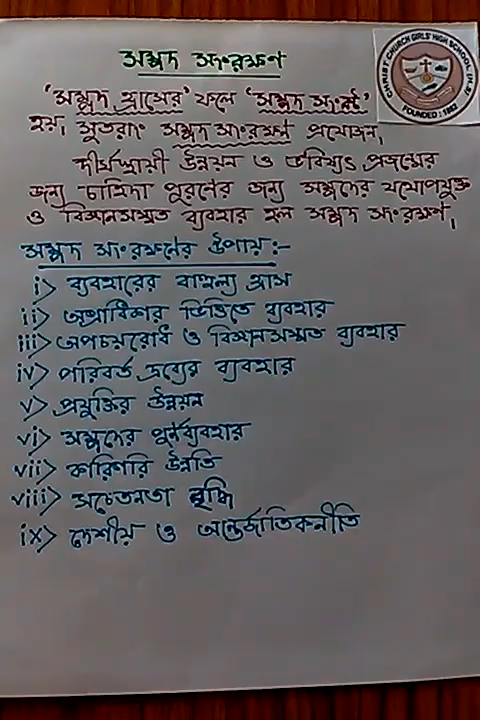 সম্পদ সংরক্ষণ
CHRIST CHURCH GIRLS' HIGH SCHOOL (H.S)
FOUNDED : 1882
'সম্পদ হ্রাসের' ফলে 'সম্পদ সংকট'
হয়, সুতরাং সম্পদ সংরক্ষণ প্রয়োজন,
দীর্ঘস্থায়ী উন্নয়ন ও ভবিষ্যৎ প্রজন্মের
জন্য চাহিদা পূরণের জন্য সম্পদের যথোপযুক্ত
ও বিজ্ঞানসম্মত ব্যবহার হল সম্পদ সংরক্ষণ,
সম্পদ সংরক্ষণের উপায়:-
i> ব্যবহারের বাহুল্য হ্রাস
ii> অগ্রাধিকার ভিত্তিতে ব্যবহার
iii> অপচয়রোধ ও বিজ্ঞানসম্মত ব্যবহার
iv> পরিবর্ত দ্রব্যের ব্যবহার
v> প্রযুক্তির উন্নয়ন
vi> সম্পদের পুর্নব্যবহার
vii> কারিগরি উন্নতি
viii> সচেতনতা বৃদ্ধি
ix> দেশীয় ও আন্তর্জাতিকনীতি